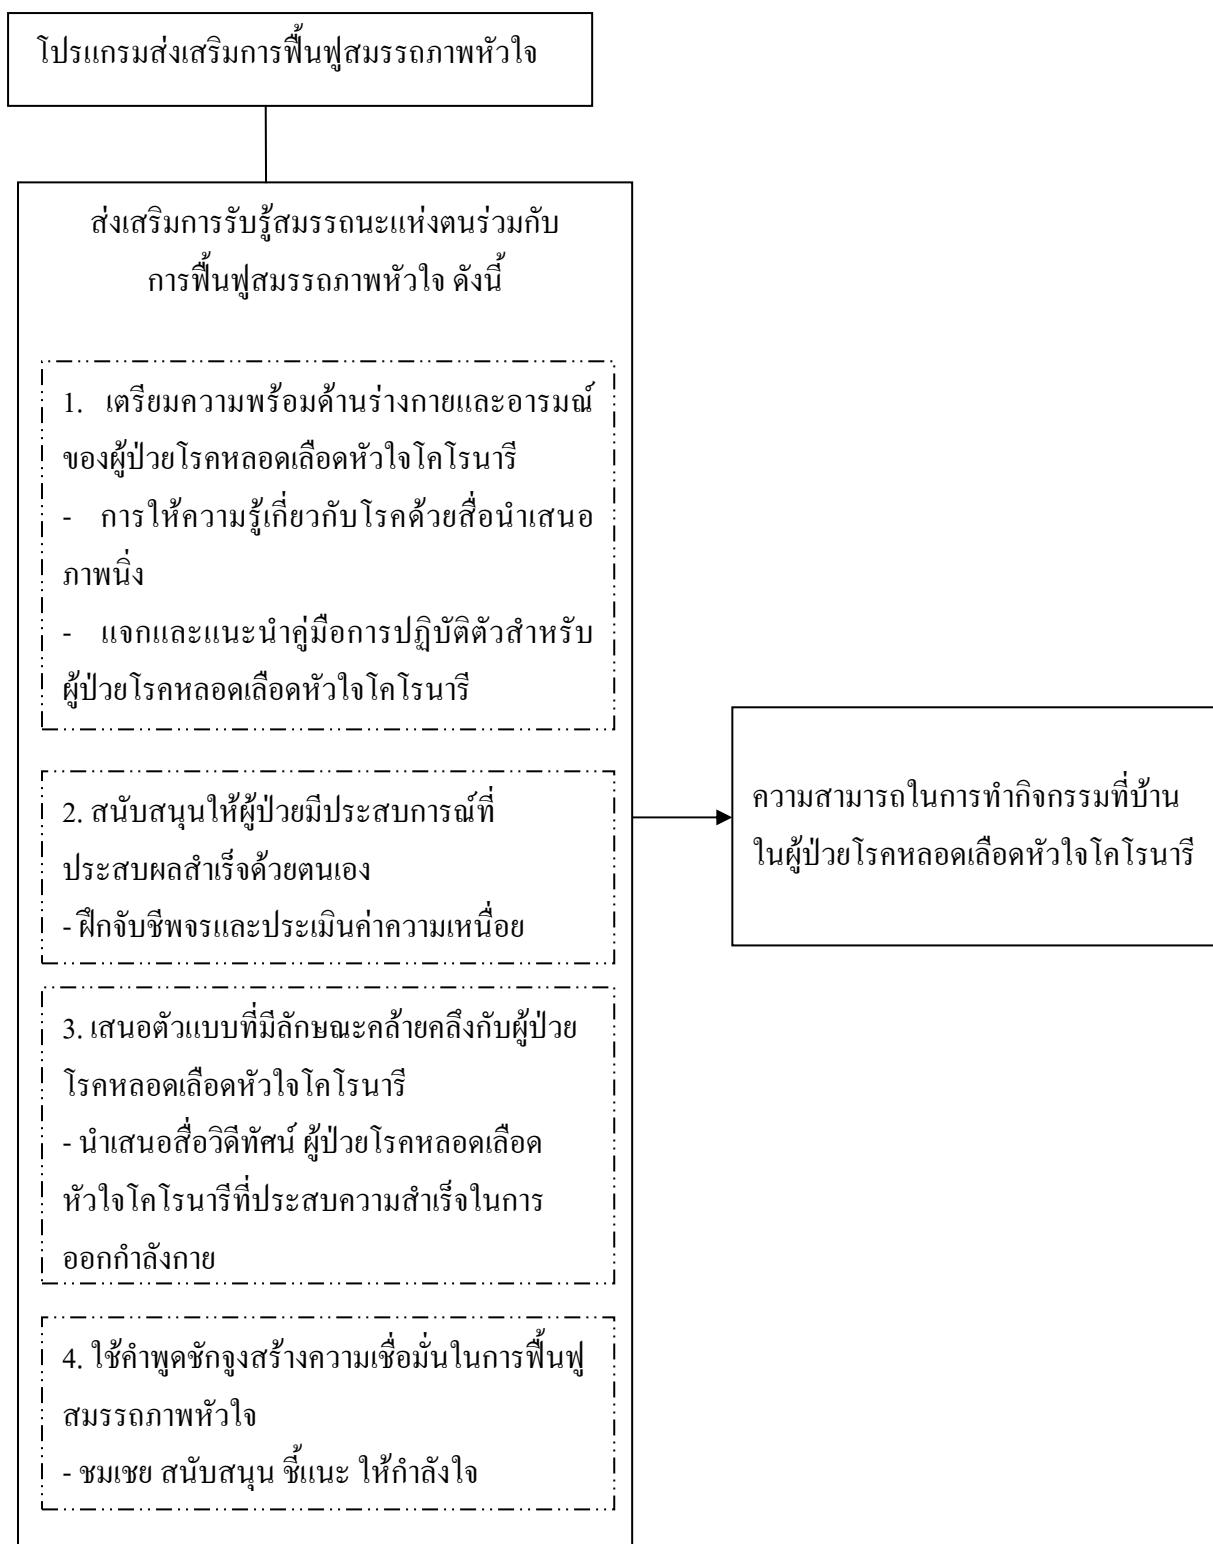 โปรแกรมส่งเสริมการฟื้นฟูสมรรถภาพหัวใจ
ส่งเสริมการรับรู้สมรรถนะแห่งตนร่วมกับ
การฟื้นฟูสมรรถภาพหัวใจ ดังนี้
1. เตรียมความพร้อมด้านร่างกายและอารมณ์
ของผู้ป่วยโรคหลอดเลือดหัวใจโคโรนารี
- การให้ความรู้เกี่ยวกับโรคด้วยสื่อนำเสนอ
ภาพนิ่ง
- แจกและแนะนำคู่มือการปฏิบัติตัวสำหรับ
ผู้ป่วยโรคหลอดเลือดหัวใจโคโรนารี
2. สนับสนุนให้ผู้ป่วยมีประสบการณ์ที่
ประสบผลสำเร็จด้วยตนเอง
- ฝึกจับชีพจรและประเมินค่าความเหนื่อย
3. เสนอตัวแบบที่มีลักษณะคล้ายคลึงกับผู้ป่วย
โรคหลอดเลือดหัวใจโคโรนารี
- นำเสนอสื่อวิดีทัศน์ ผู้ป่วยโรคหลอดเลือด
หัวใจโคโรนารีที่ประสบความสำเร็จในการ
ออกกำลังกาย
4. ใช้คำพูดชักจูงสร้างความเชื่อมั่นในการฟื้นฟู
สมรรถภาพหัวใจ
- ชมเชย สนับสนุน ชี้แนะ ให้กำลังใจ
ความสามารถในการทำกิจกรรมที่บ้าน
ในผู้ป่วยโรคหลอดเลือดหัวใจโคโรนารี